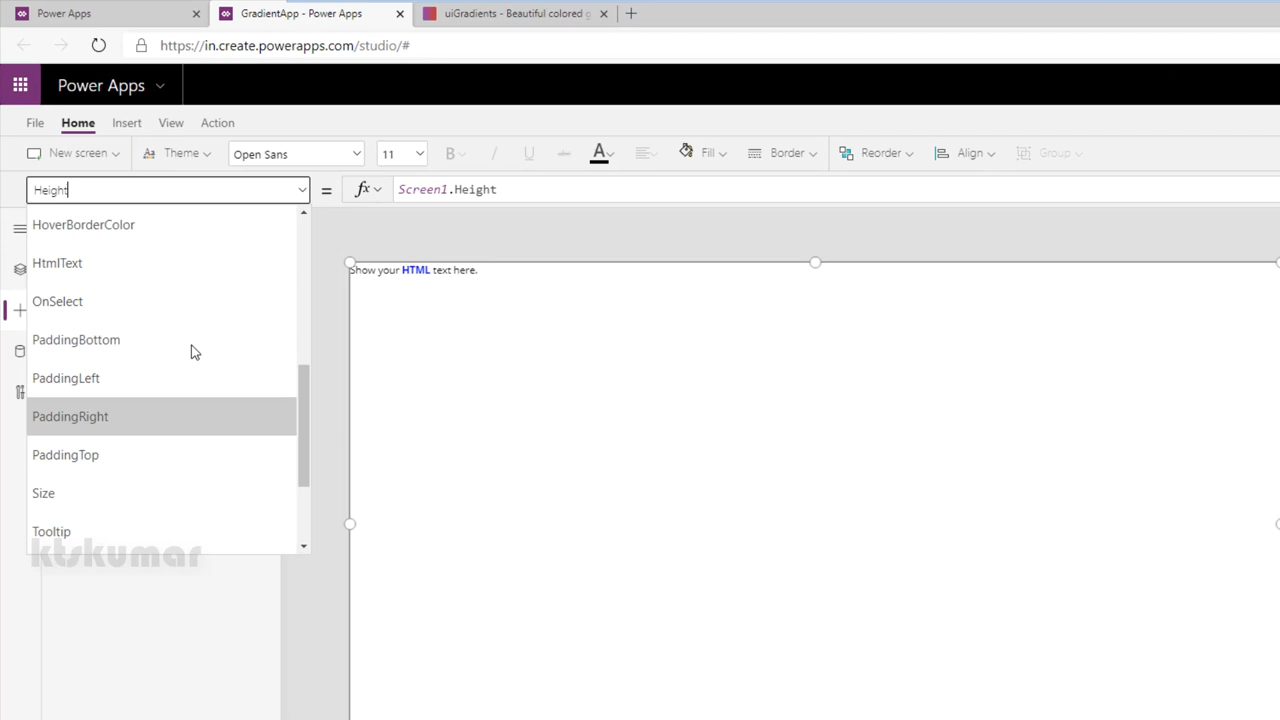 Power Apps
GradientApp - Power Apps
uiGradients - Beautiful colored g
https://in.create.powerapps.com/studio/#
Power Apps
File Home Insert View Action
New screen Theme Open Sans 11 B / U abc A Fill Border Reorder Align Group
Height = fx Screen1.Height
HoverBorderColor
HtmlText
OnSelect
PaddingBottom
PaddingLeft
PaddingRight
PaddingTop
Size
Tooltip
Show your HTML text here.
ktskumar